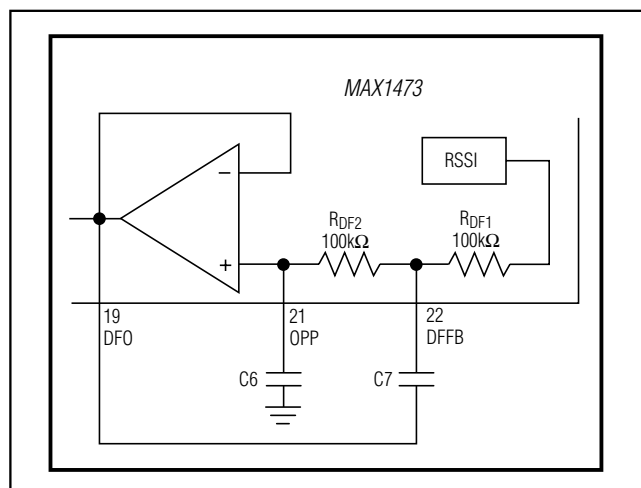 MAX1473
RSSI
−
RDF2
100kΩ
RDF1
100kΩ
+
19
DFO
21
OPP
22
DFFB
C6
C7